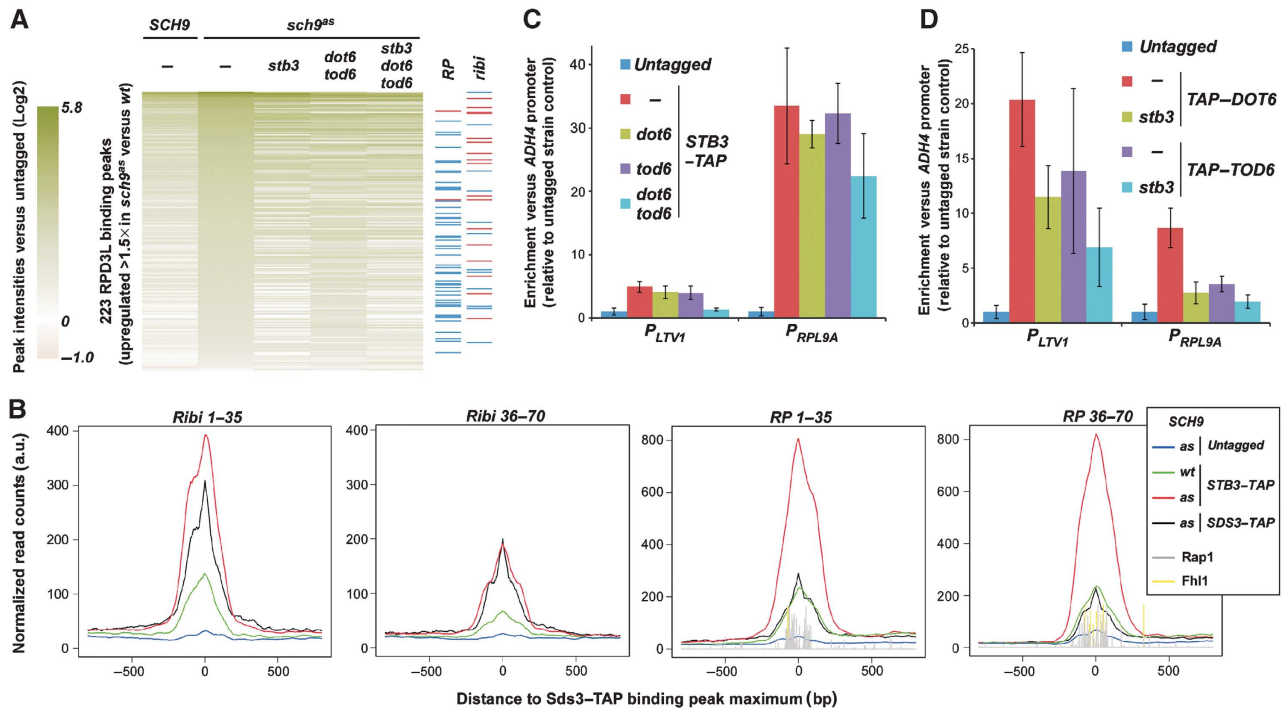 A
SCH9
sch9as
–
–
stb3
dot6
tod6
stb3
dot6
tod6
RP
ribi
Peak intensities versus untagged (Log2)
5.8
0
–1.0
223 RPD3L binding peaks
(upregulated >1.5× in sch9as versus wt)
C
Enrichment versus ADH4 promoter
(relative to untagged strain control)
40
30
20
10
0
Untagged
–
dot6
tod6
dot6
tod6
STB3
–TAP
PLTV1
PRPL9A
D
Enrichment versus ADH4 promoter
(relative to untagged strain control)
25
20
15
10
5
0
Untagged
–
stb3
TAP–DOT6
–
stb3
TAP–TOD6
PLTV1
PRPL9A
B
Normalized read counts (a.u.)
Ribi 1–35
400
300
200
100
0
–500
0
500
Ribi 36–70
400
300
200
100
0
–500
0
500
RP 1–35
800
600
400
200
0
–500
0
500
RP 36–70
800
600
400
200
0
–500
0
500
SCH9
as Untagged
wt
as
STB3–TAP
as SDS3–TAP
Rap1
Fhl1
Distance to Sds3–TAP binding peak maximum (bp)